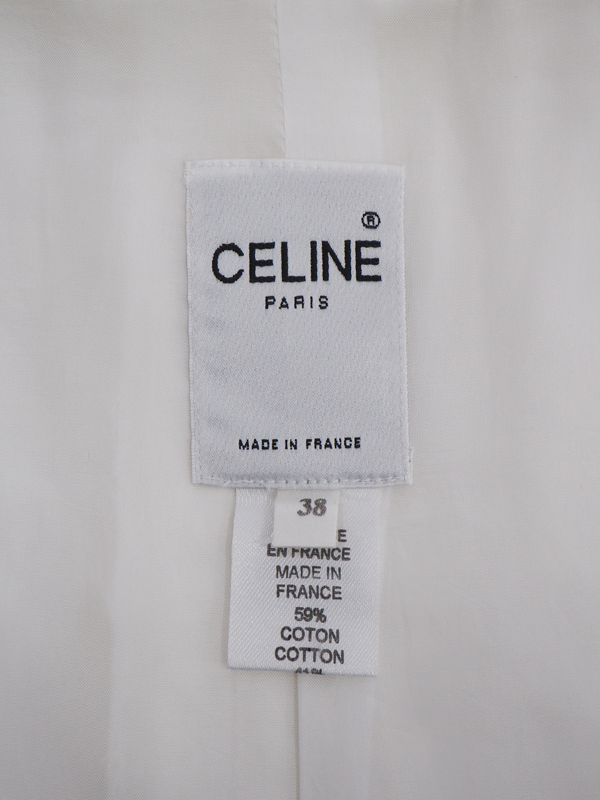 ®
CELINE
PARIS
MADE IN FRANCE
38
E
EN FRANCE
MADE IN
FRANCE
59%
COTON
COTTON